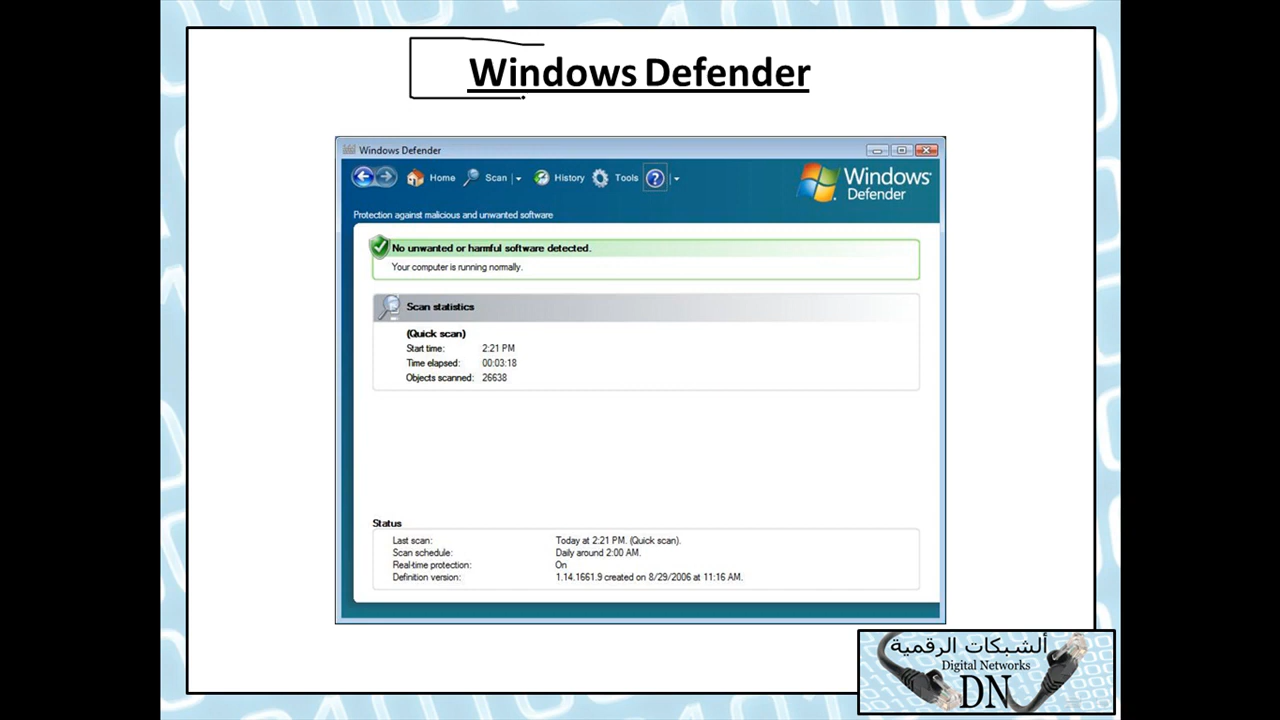 Windows Defender
Windows Defender
Home Scan History Tools ?
Windows
Defender
Protection against malicious and unwanted software
No unwanted or harmful software detected.
Your computer is running normally.
Scan statistics
(Quick scan)
Start time: 2:21 PM
Time elapsed: 00:03:18
Objects scanned: 26638
Status
Last scan: Today at 2:21 PM. (Quick scan).
Scan schedule: Daily around 2:00 AM.
Real-time protection: On
Definition version: 1.14.1661.9 created on 8/29/2006 at 11:16 AM.
ألشبكات الرقمية
Digital Networks
DN